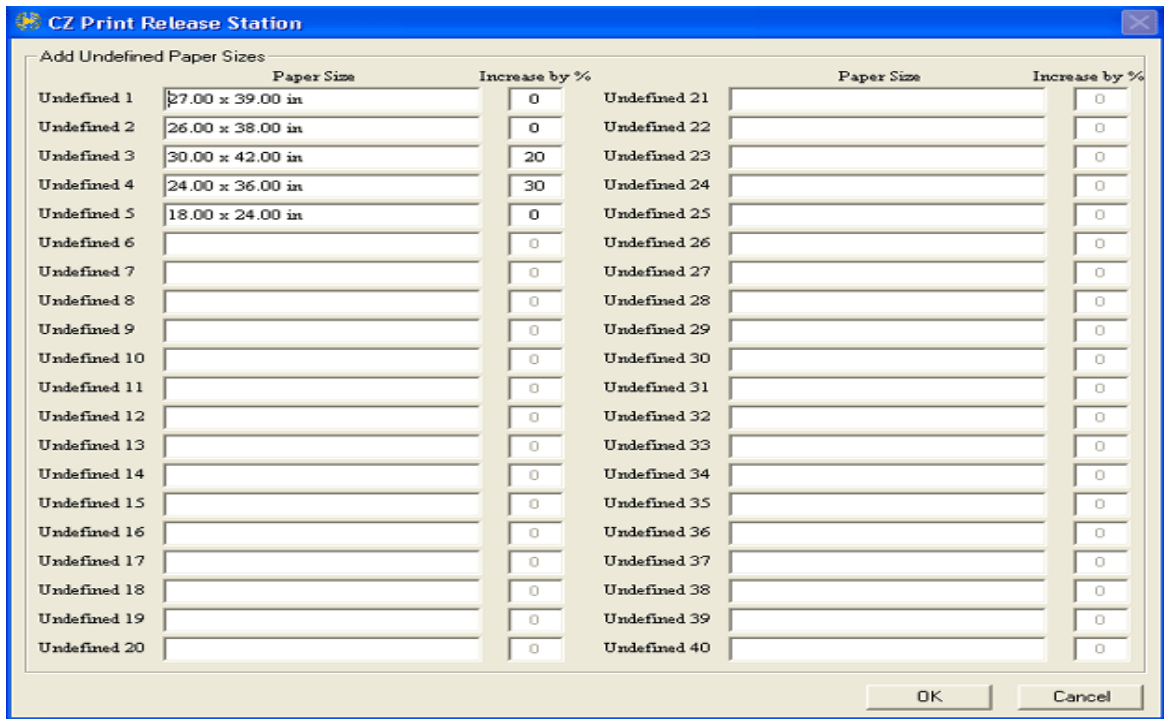 CZ Print Release Station
Add Undefined Paper Sizes
Paper Size Increase by % Paper Size Increase by %
Undefined 1 27.00 x 39.00 in 0 Undefined 21 0
Undefined 2 26.00 x 38.00 in 0 Undefined 22 0
Undefined 3 30.00 x 42.00 in 20 Undefined 23 0
Undefined 4 24.00 x 36.00 in 30 Undefined 24 0
Undefined 5 18.00 x 24.00 in 0 Undefined 25 0
Undefined 6 0 Undefined 26 0
Undefined 7 0 Undefined 27 0
Undefined 8 0 Undefined 28 0
Undefined 9 0 Undefined 29 0
Undefined 10 0 Undefined 30 0
Undefined 11 0 Undefined 31 0
Undefined 12 0 Undefined 32 0
Undefined 13 0 Undefined 33 0
Undefined 14 0 Undefined 34 0
Undefined 15 0 Undefined 35 0
Undefined 16 0 Undefined 36 0
Undefined 17 0 Undefined 37 0
Undefined 18 0 Undefined 38 0
Undefined 19 0 Undefined 39 0
Undefined 20 0 Undefined 40 0
OK Cancel